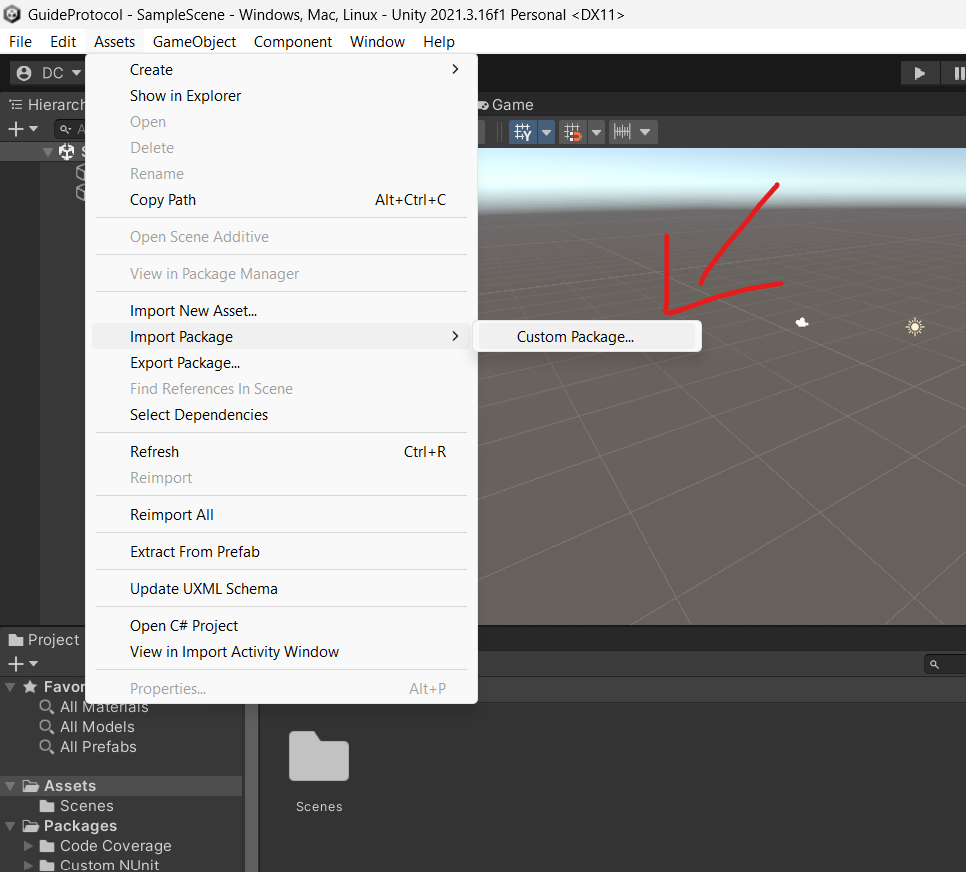 GuideProtocol - SampleScene - Windows, Mac, Linux - Unity 2021.3.16f1 Personal <DX11>
File Edit Assets GameObject Component Window Help
DC
Hierarch
Game
Create
Show in Explorer
Open
Delete
Rename
Copy Path Alt+Ctrl+C
Open Scene Additive
View in Package Manager
Import New Asset...
Import Package
Custom Package...
Export Package...
Find References In Scene
Select Dependencies
Refresh Ctrl+R
Reimport
Reimport All
Extract From Prefab
Update UXML Schema
Open C# Project
View in Import Activity Window
Properties... Alt+P
Project
Favor
All Materials
All Models
All Prefabs
Assets
Scenes
Packages
Code Coverage
Custom NUnit
Scenes